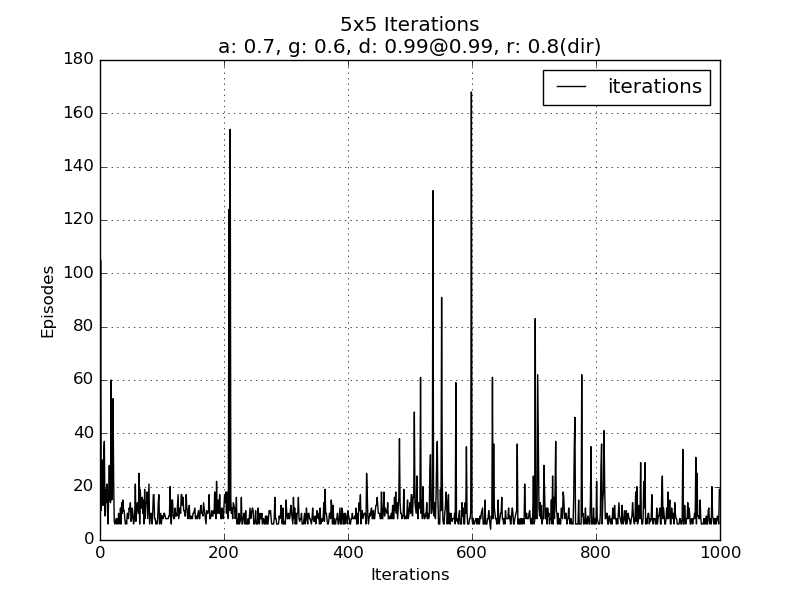 5x5 Iterations
a: 0.7, g: 0.6, d: 0.99@0.99, r: 0.8(dir)
180
iterations
160
140
120
100
Episodes
80
60
40
20
0
0 200 400 600 800 1000
Iterations